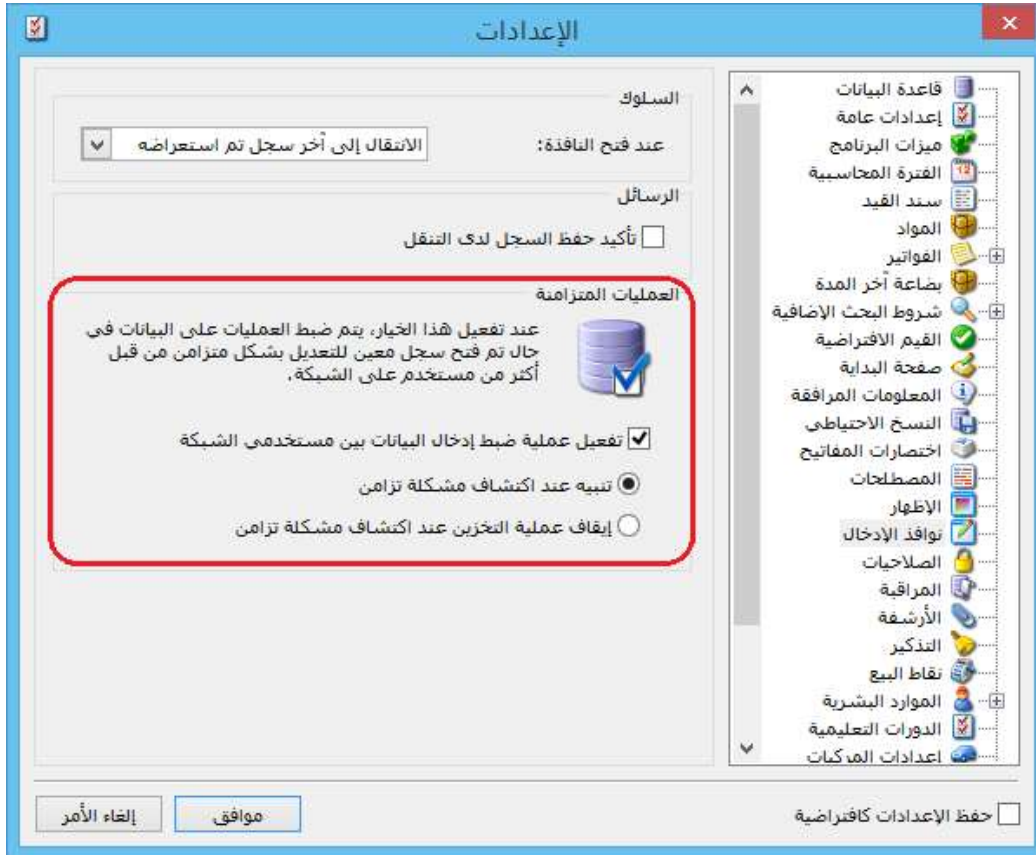 الإعدادات
قاعدة البيانات
إعدادات عامة
ميزات البرنامج
الفترة المحاسبية
سند القيد
المواد
الفواتير
بضاعة آخر المدة
شروط البحث الإضافية
القيم الافتراضية
صفحة البداية
المعلومات المرافقة
النسخ الاحتياطي
اختصارات المفاتيح
المصطلحات
الإظهار
نوافذ الإدخال
الصلاحيات
المراقبة
الأرشفة
التذكير
نقاط البيع
الموارد البشرية
الدورات التعليمية
إعدادات المركبات
السلوك
عند فتح النافذة: الانتقال إلى آخر سجل تم استعراضه
الرسائل
تأكيد حفظ السجل لدى التنقل
العمليات المتزامنة
عند تفعيل هذا الخيار، يتم ضبط العمليات على البيانات في
حال تم فتح سجل معين للتعديل بشكل متزامن من قبل
أكثر من مستخدم على الشبكة.
تفعيل عملية ضبط إدخال البيانات بين مستخدمي الشبكة
تنبيه عند اكتشاف مشكلة تزامن
إيقاف عملية التخزين عند اكتشاف مشكلة تزامن
حفظ الإعدادات كافتراضية
موافق
إلغاء الأمر